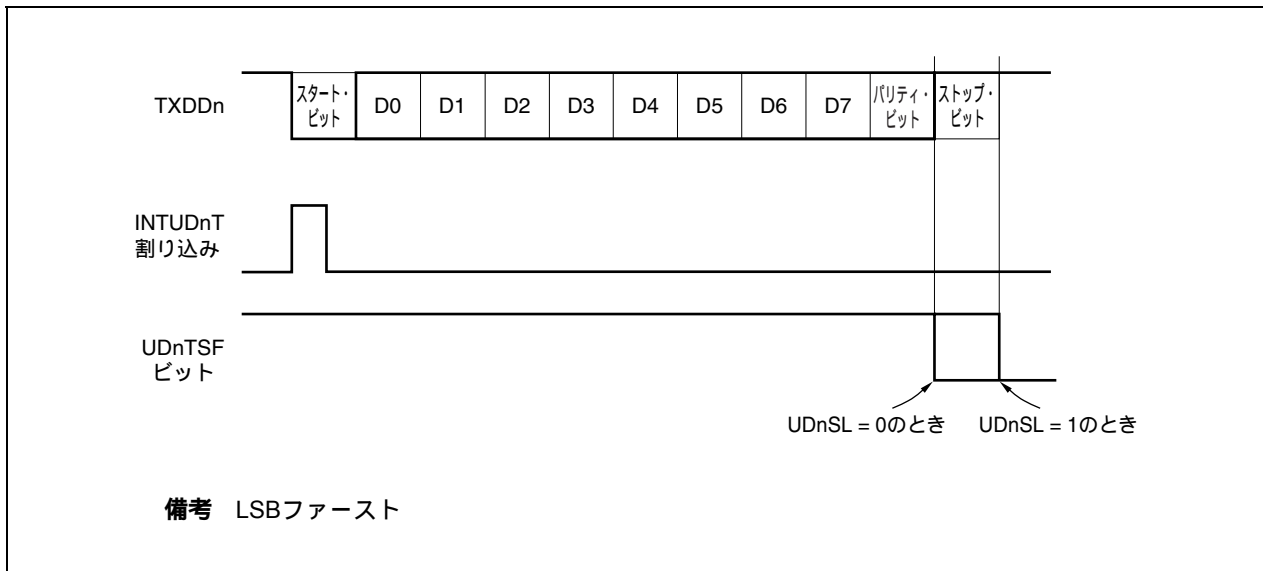 TXDDn
スタート・
ビット
D0
D1
D2
D3
D4
D5
D6
D7
パリティ・
ビット
ストップ・
ビット
INTUDnT
割り込み
UDnTSF
ビット
UDnSL = 0のとき
UDnSL = 1のとき
備考 LSBファースト